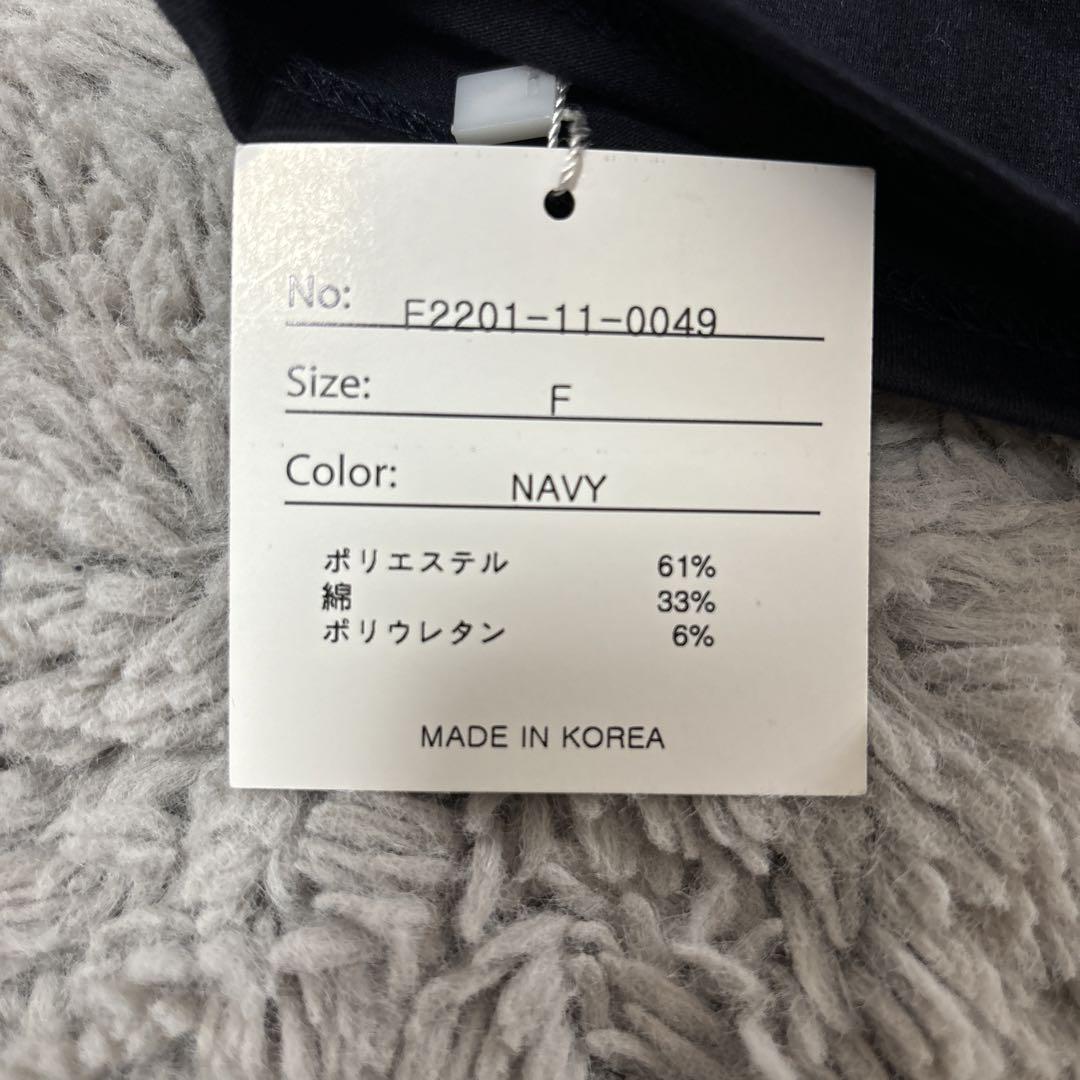 No: F2201-11-0049
Size: F
Color: NAVY
ポリエステル 61%
綿 33%
ポリウレタン 6%
MADE IN KOREA